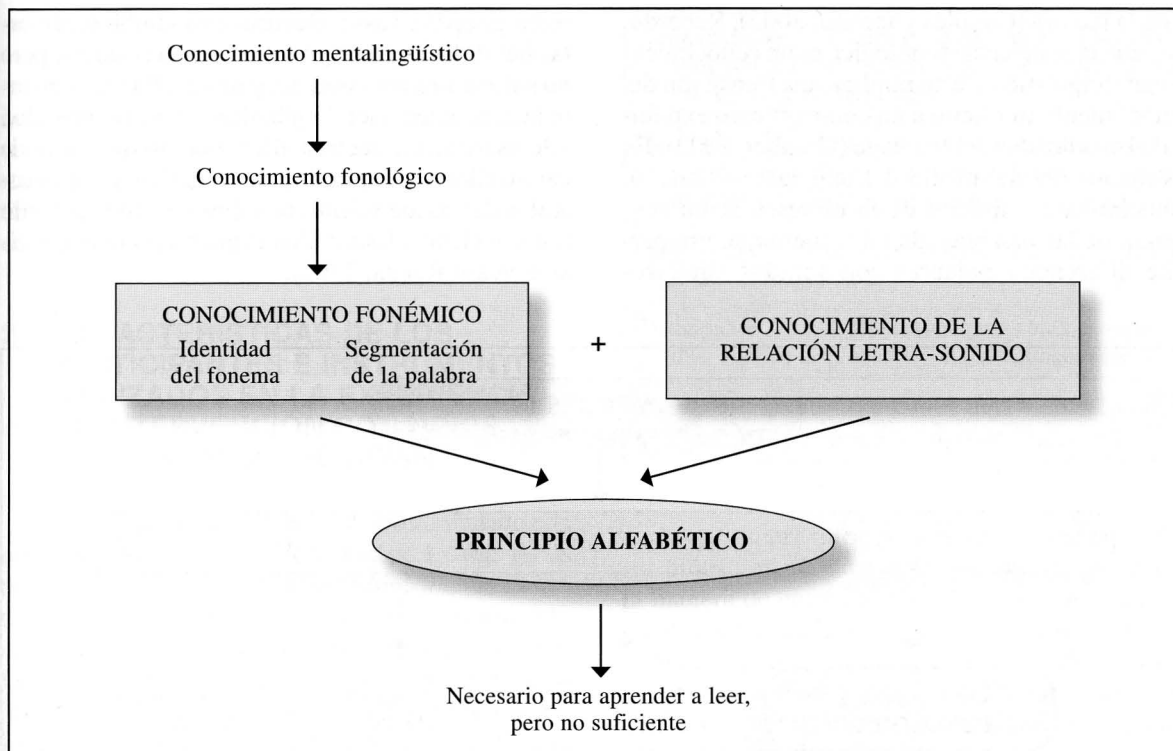 Conocimiento mentalingüístico
Conocimiento fonológico
CONOCIMIENTO FONÉMICO
Identidad
del fonema
Segmentación
de la palabra
+
CONOCIMIENTO DE LA
RELACIÓN LETRA-SONIDO
PRINCIPIO ALFABÉTICO
Necesario para aprender a leer,
pero no suficiente